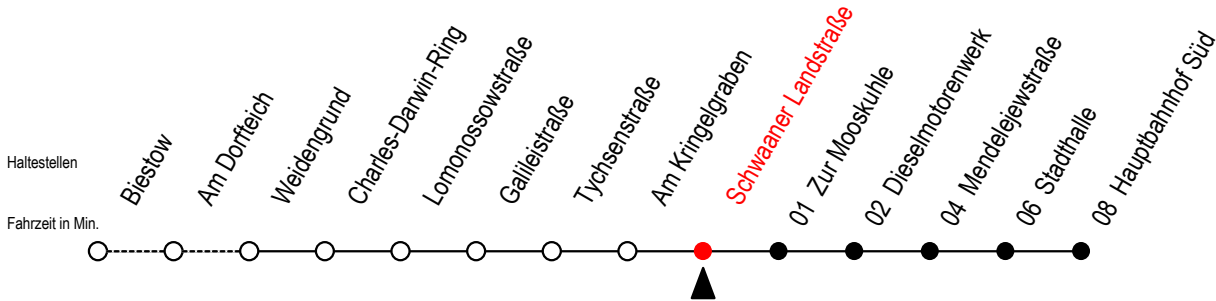 Haltestellen
Fahrzeit in Min.
Biestow
Am Dorfteich
Weidengrund
Charles-Darwin-Ring
Lomonossowstraße
Galileistraße
Tychsenstraße
Am Kringelgraben
Schwaaner Landstraße
01 Zur Mooskuhle
02 Dieselmotorenwerk
04 Mendelejewstraße
06 Stadthalle
08 Hauptbahnhof Süd